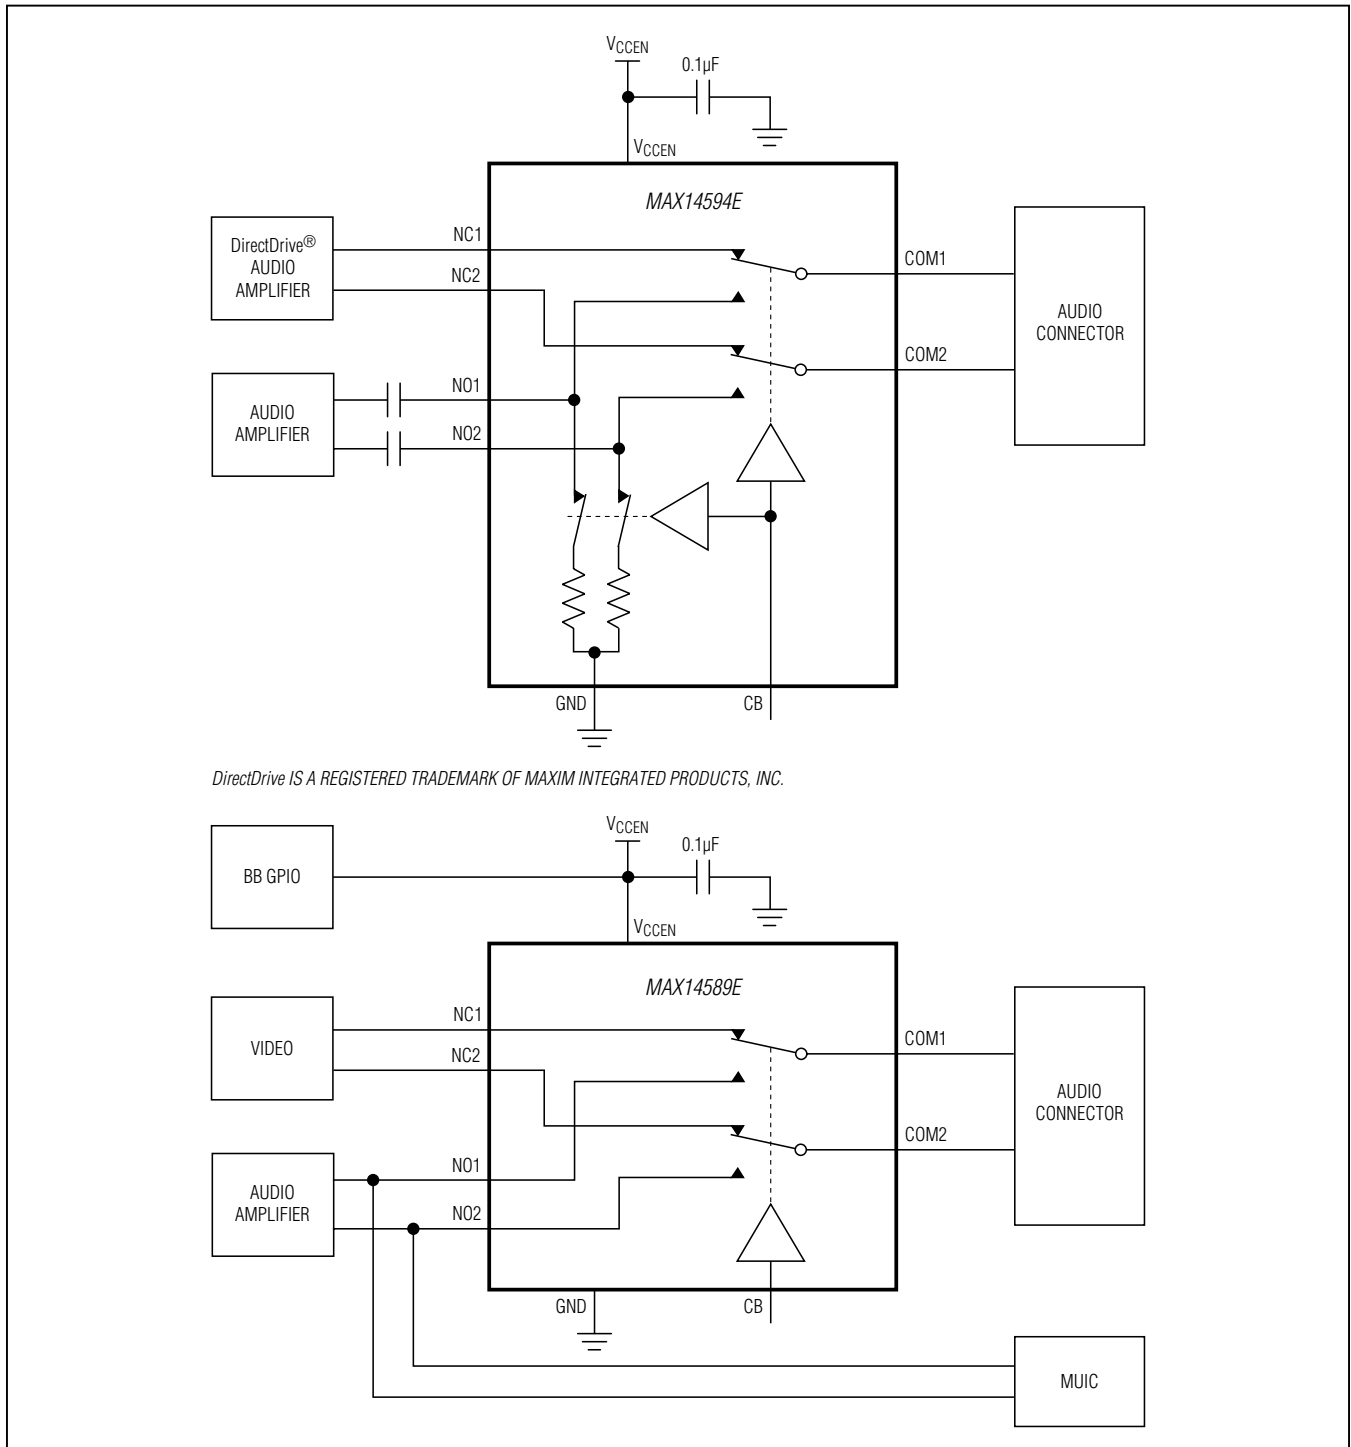 VCCEN
0.1µF
VCCEN
MAX14594E
DirectDrive®
AUDIO
AMPLIFIER
NC1
NC2
COM1
COM2
AUDIO
CONNECTOR
AUDIO
AMPLIFIER
NO1
NO2
GND
CB
DirectDrive IS A REGISTERED TRADEMARK OF MAXIM INTEGRATED PRODUCTS, INC.
VCCEN
0.1µF
BB GPIO
VCCEN
MAX14589E
VIDEO
NC1
NC2
COM1
COM2
AUDIO
CONNECTOR
AUDIO
AMPLIFIER
NO1
NO2
GND
CB
MUIC